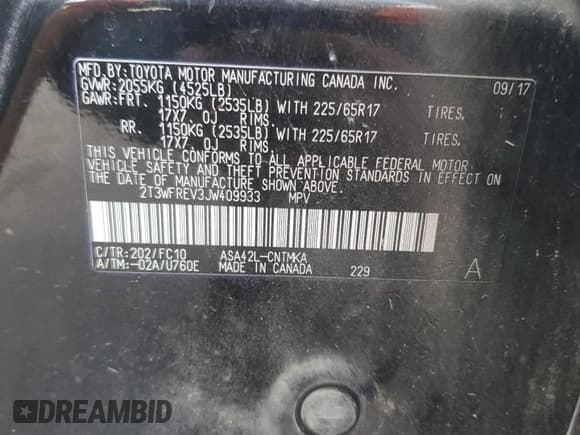 MFD.BY:TOYOTA MOTOR MANUFACTURING CANADA INC. 09/17
GVWR:2055KG (4525LB)
GAWR:FRT. 1150KG (2535LB) WITH 225/65R17 TIRES,
17X7.0J RIMS
RR. 1150KG (2535LB) WITH 225/65R17 TIRES,
17X7.0J RIMS
THIS VEHICLE CONFORMS TO ALL APPLICABLE FEDERAL MOTOR
VEHICLE SAFETY AND THEFT PREVENTION STANDARDS IN EFFECT ON
THE DATE OF MANUFACTURE SHOWN ABOVE.
2T3WFREV3JW409933 MPV
C/TR:202/FC10 ASA42L-CNTMKA
A/TM:-02A/U760E MADE IN CANADA 229 A
DREAMBID